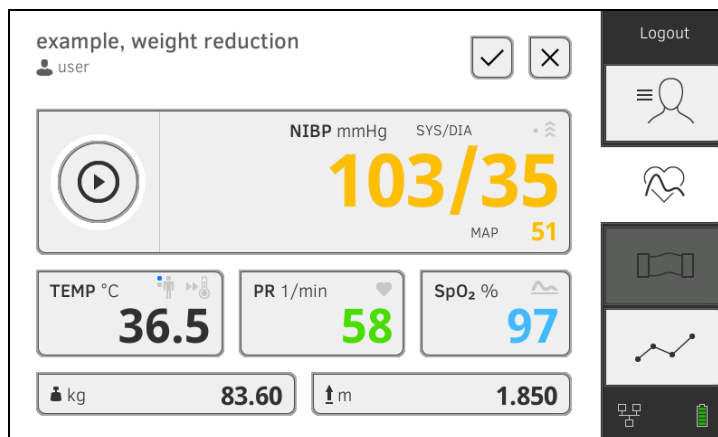 example, weight reduction
user
Logout
NIBP mmHg SYS/DIA
103/35
MAP 51
TEMP °C
36.5
PR 1/min
58
SpO₂ %
97
kg 83.60
m 1.850